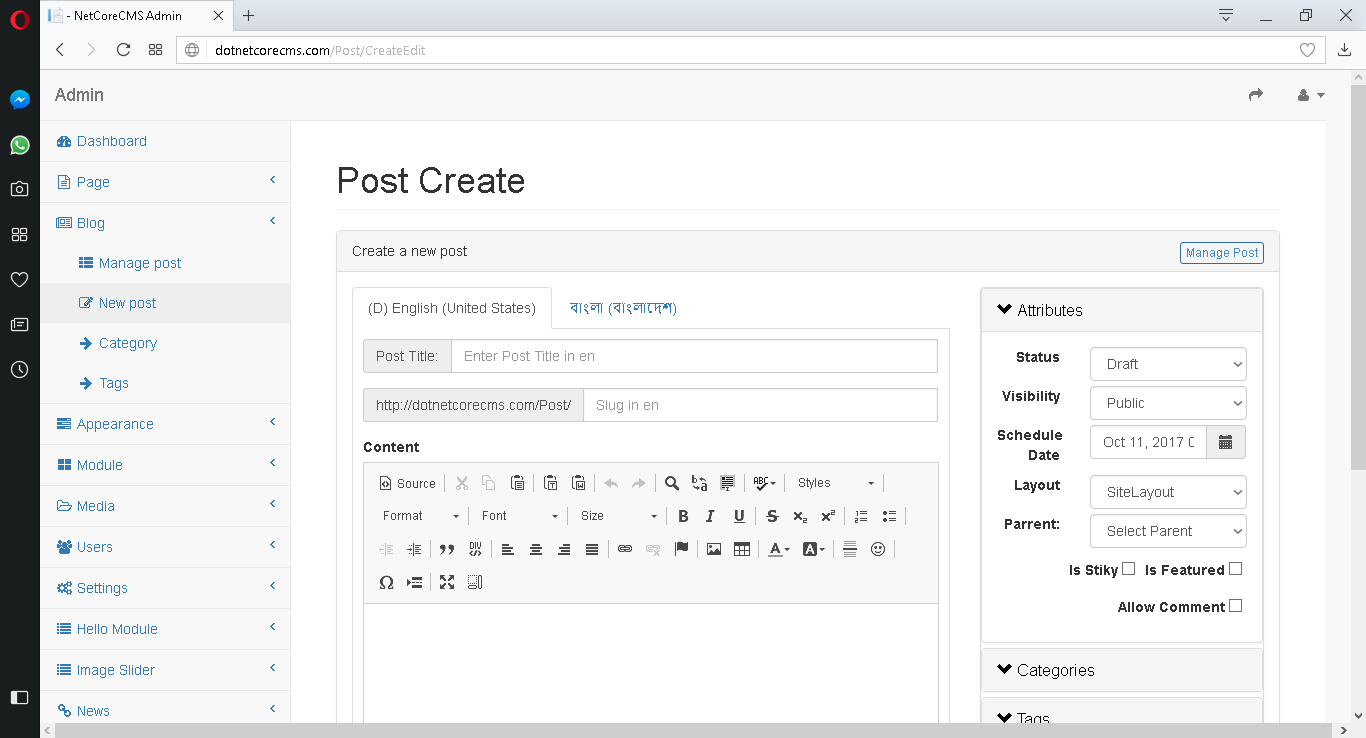 - NetCoreCMS Admin
dotnetcorecms.com/Post/CreateEdit
Admin
Dashboard
Page
Blog
Manage post
New post
Category
Tags
Appearance
Module
Media
Users
Settings
Hello Module
Image Slider
News
Post Create
Create a new post
Manage Post
(D) English (United States)
বাংলা (বাংলাদেশ)
Post Title:
Enter Post Title in en
http://dotnetcorecms.com/Post/
Slug in en
Content
Source
Styles
Format
Font
Size
Attributes
Status
Draft
Visibility
Public
Schedule
Date
Oct 11, 2017
Layout
SiteLayout
Parrent:
Select Parent
Is Stiky
Is Featured
Allow Comment
Categories
Tags